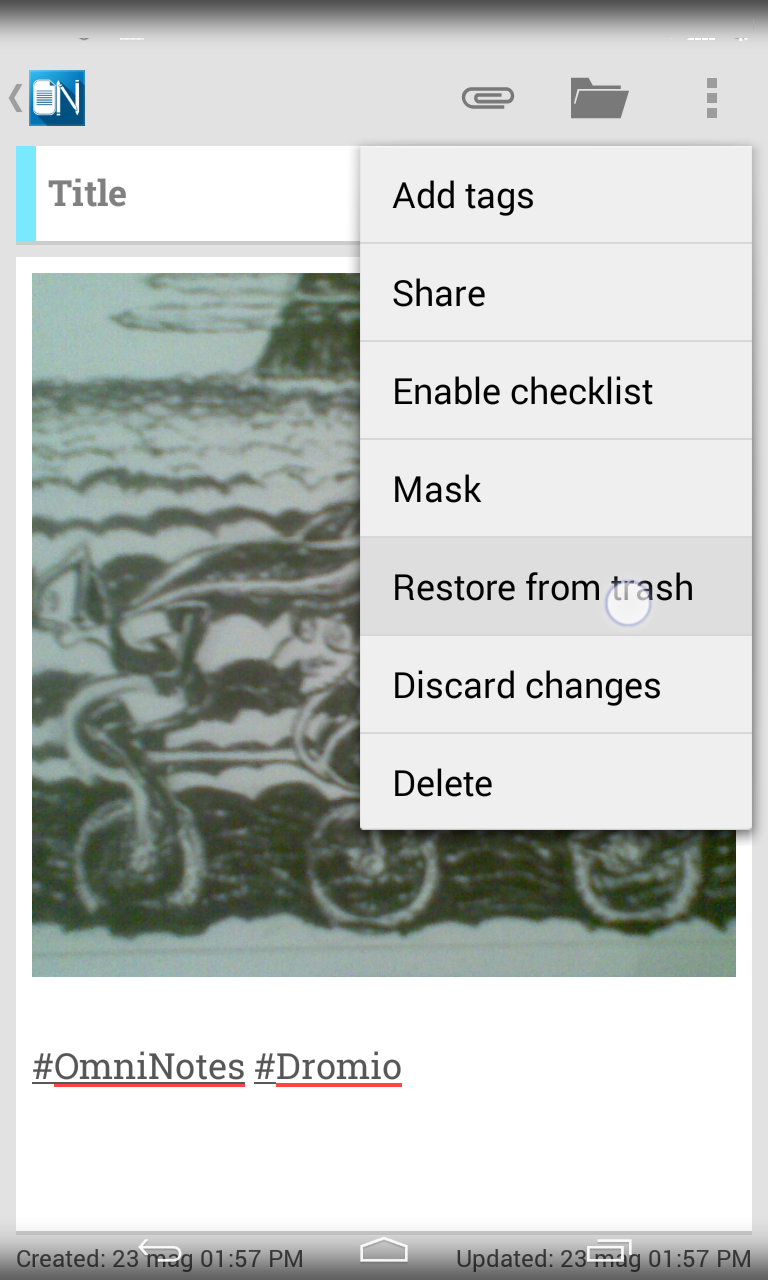 N
Title
Add tags
Share
Enable checklist
Mask
Restore from trash
Discard changes
Delete
#OmniNotes #Dromio
Created: 23 mag 01:57 PM
Updated: 23 mag 01:57 PM